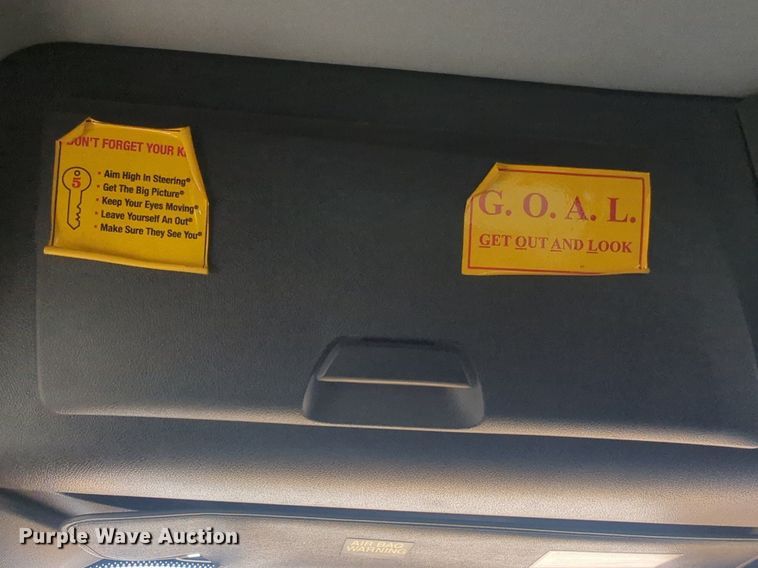 DON'T FORGET YOUR
5
• Aim High In Steering®
• Get The Big Picture®
• Keep Your Eyes Moving®
• Leave Yourself An Out®
• Make Sure They See You®
G. O. A. L.
GET OUT AND LOOK
AIR BAG
WARNING
Purple Wave Auction®